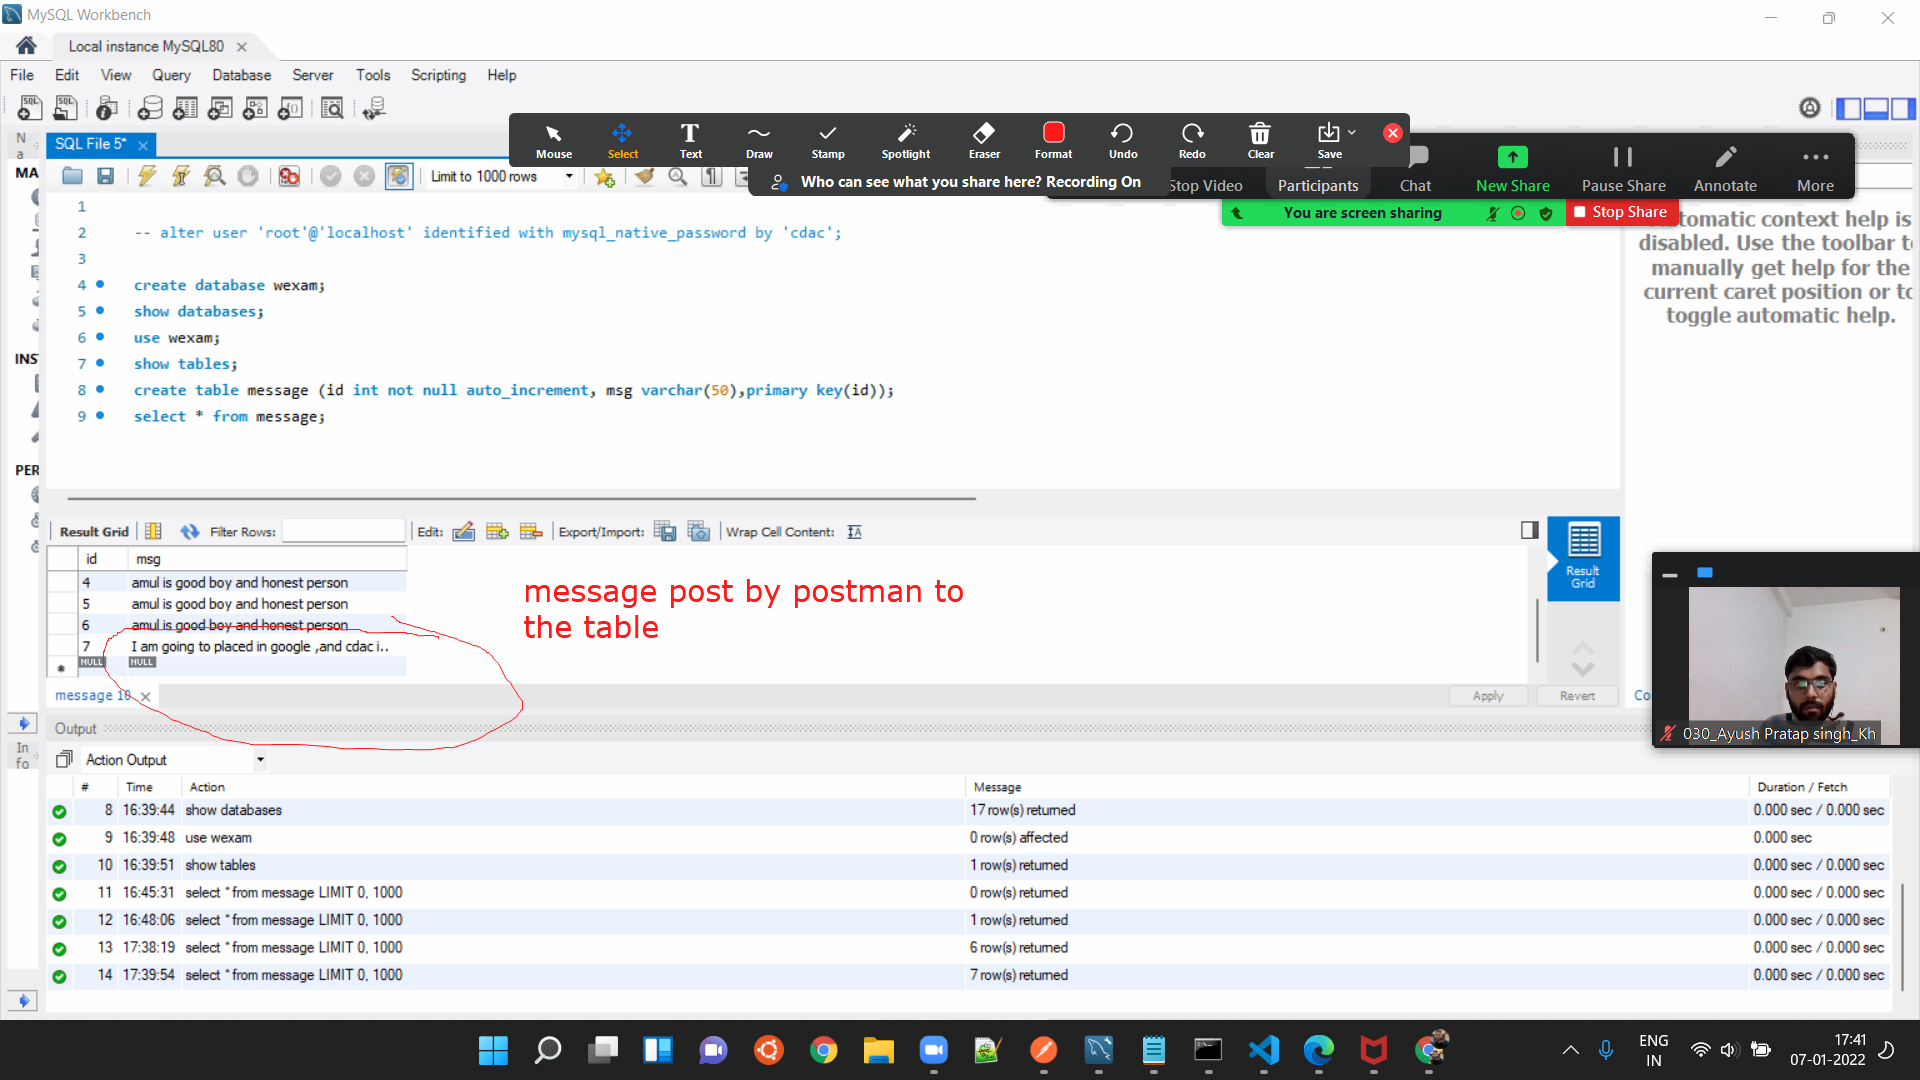 MySQL Workbench
Local instance MySQL80
File Edit View Query Database Server Tools Scripting Help
SQL File 5*
Mouse Select Text Draw Stamp Spotlight Eraser Format Undo Redo Clear Save
Limit to 1000 rows
Who can see what you share here? Recording On
Stop Video Participants Chat New Share Pause Share Annotate More
You are screen sharing
Stop Share
1
2 -- alter user 'root'@'localhost' identified with mysql_native_password by 'cdac';
3
4 create database wexam;
5 show databases;
6 use wexam;
7 show tables;
8 create table message (id int not null auto_increment, msg varchar(50),primary key(id));
9 select * from message;
tomatic context help is
disabled. Use the toolbar t
manually get help for the
current caret position or to
toggle automatic help.
N
a
MA
INS
PER
Result Grid Filter Rows: Edit: Export/Import: Wrap Cell Content:
id msg
4 amul is good boy and honest person
5 amul is good boy and honest person
6 amul is good boy and honest person
7 I am going to placed in google ,and cdac i..
NULL NULL
message post by postman to
the table
Result
Grid
message 10
Apply Revert
Co
030_Ayush Pratap singh_Kh
Output
In
fo
Action Output
# Time Action Message Duration / Fetch
8 16:39:44 show databases 17 row(s) returned 0.000 sec / 0.000 sec
9 16:39:48 use wexam 0 row(s) affected 0.000 sec
10 16:39:51 show tables 1 row(s) returned 0.000 sec / 0.000 sec
11 16:45:31 select * from message LIMIT 0, 1000 0 row(s) returned 0.000 sec / 0.000 sec
12 16:48:06 select * from message LIMIT 0, 1000 1 row(s) returned 0.000 sec / 0.000 sec
13 17:38:19 select * from message LIMIT 0, 1000 6 row(s) returned 0.000 sec / 0.000 sec
14 17:39:54 select * from message LIMIT 0, 1000 7 row(s) returned 0.000 sec / 0.000 sec
ENG
IN
17:41
07-01-2022